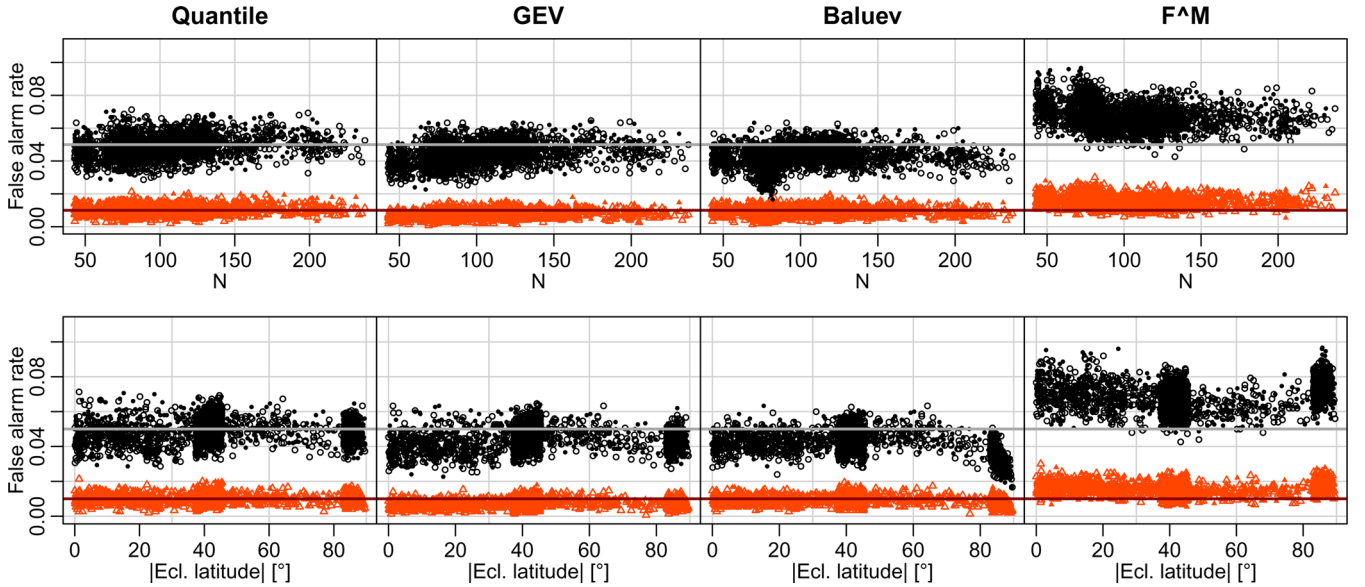 Quantile GEV Baluev F^M
False alarm rate
0.00 0.04 0.08
50 100 150 200 50 100 150 200 50 100 150 200 50 100 150 200
N N N N
False alarm rate
0.00 0.04 0.08
0 20 40 60 80 0 20 40 60 80 0 20 40 60 80 0 20 40 60 80
|Ecl. latitude| [°] |Ecl. latitude| [°] |Ecl. latitude| [°] |Ecl. latitude| [°]